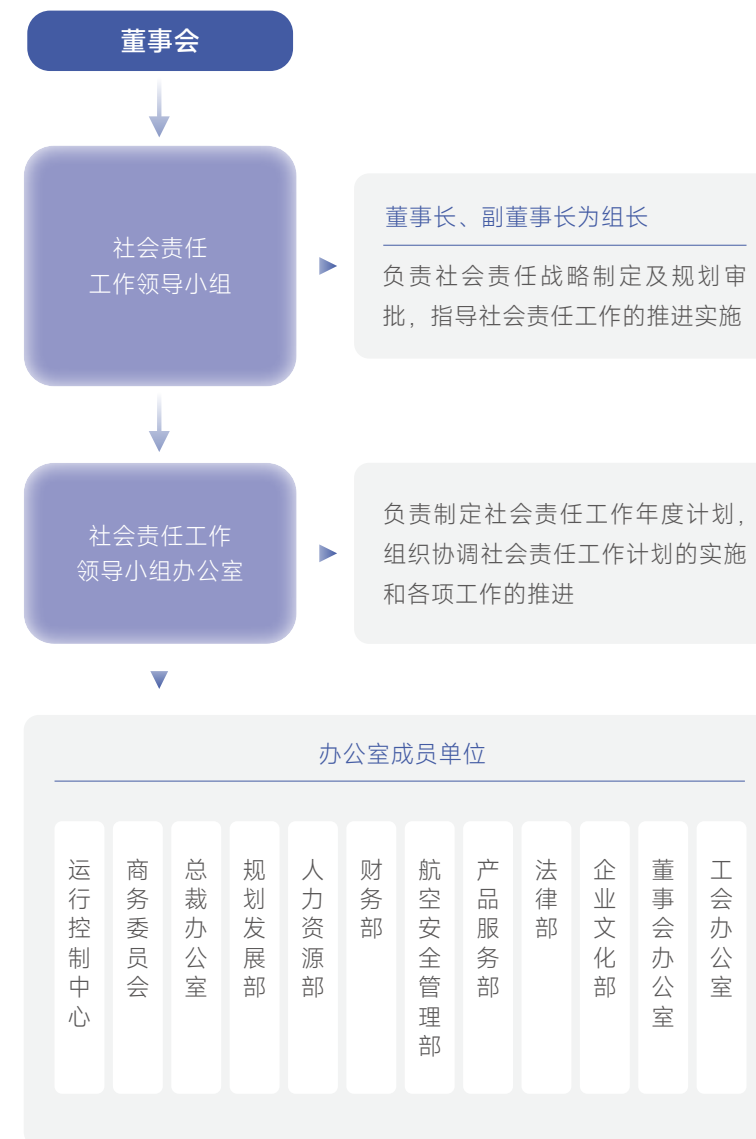 董事会
社会责任
工作领导小组
董事长、副董事长为组长
负责社会责任战略制定及规划审
批，指导社会责任工作的推进实施
社会责任工作
领导小组办公室
负责制定社会责任工作年度计划，
组织协调社会责任工作计划的实施
和各项工作的推进
办公室成员单位
运行控制中心
商务委员会
总裁办公室
规划发展部
人力资源部
财务部
航空安全管理部
产品服务部
法律部
企业文化部
董事会办公室
工会办公室